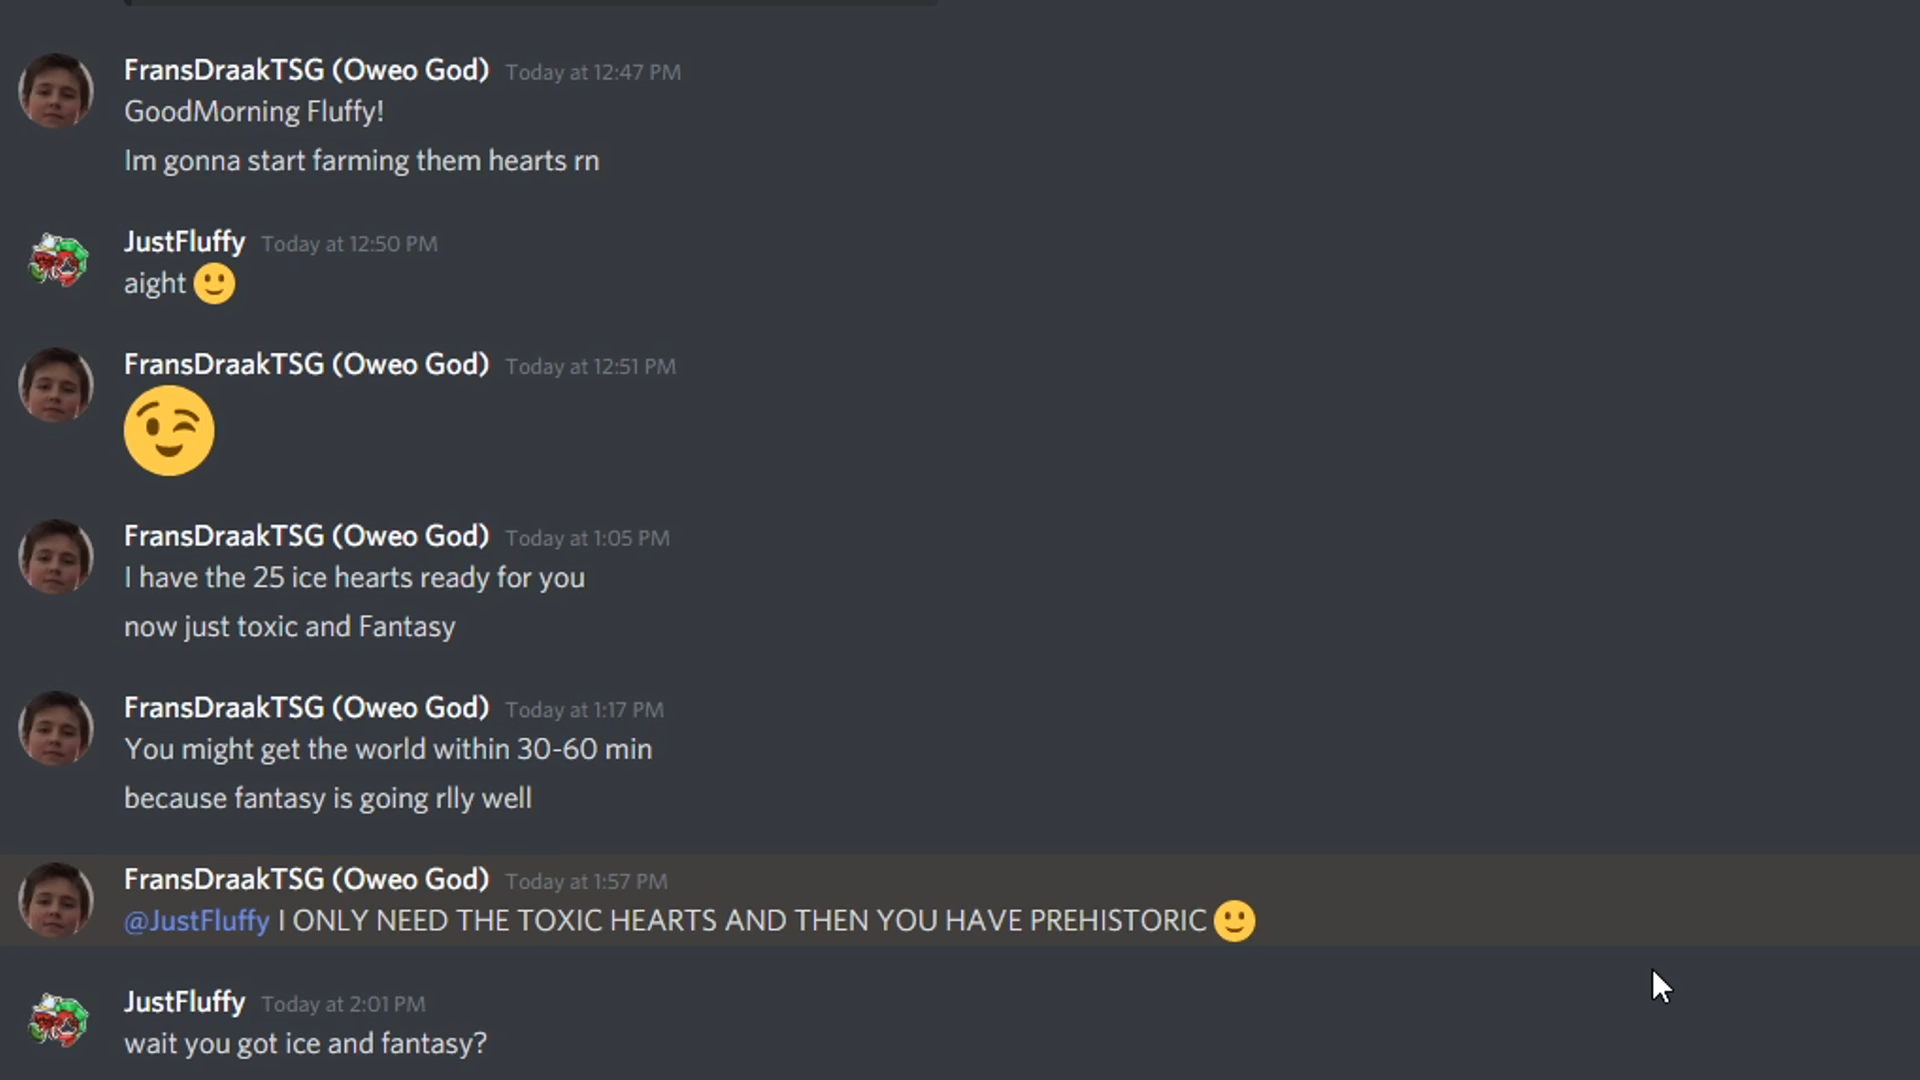 FransDraakTSG (Oweo God) Today at 12:47 PM
GoodMorning Fluffy!
Im gonna start farming them hearts rn
JustFluffy Today at 12:50 PM
aight 🙂
FransDraakTSG (Oweo God) Today at 12:51 PM
😉
FransDraakTSG (Oweo God) Today at 1:05 PM
I have the 25 ice hearts ready for you
now just toxic and Fantasy
FransDraakTSG (Oweo God) Today at 1:17 PM
You might get the world within 30-60 min
because fantasy is going rlly well
FransDraakTSG (Oweo God) Today at 1:57 PM
@JustFluffy I ONLY NEED THE TOXIC HEARTS AND THEN YOU HAVE PREHISTORIC 🙂
JustFluffy Today at 2:01 PM
wait you got ice and fantasy?